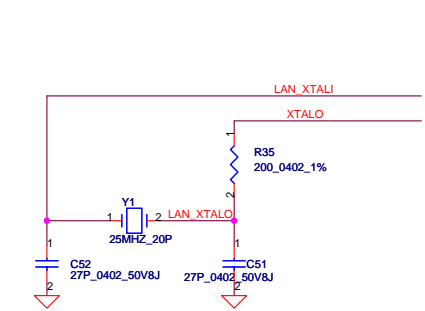 LAN_XTALI
XTALO
1
R35
200_0402_1%
2
Y1
1 2 LAN_XTALO
25MHZ_20P
1 1
C52 C51
27P_0402_50V8J 27P_0402_50V8J
2 2